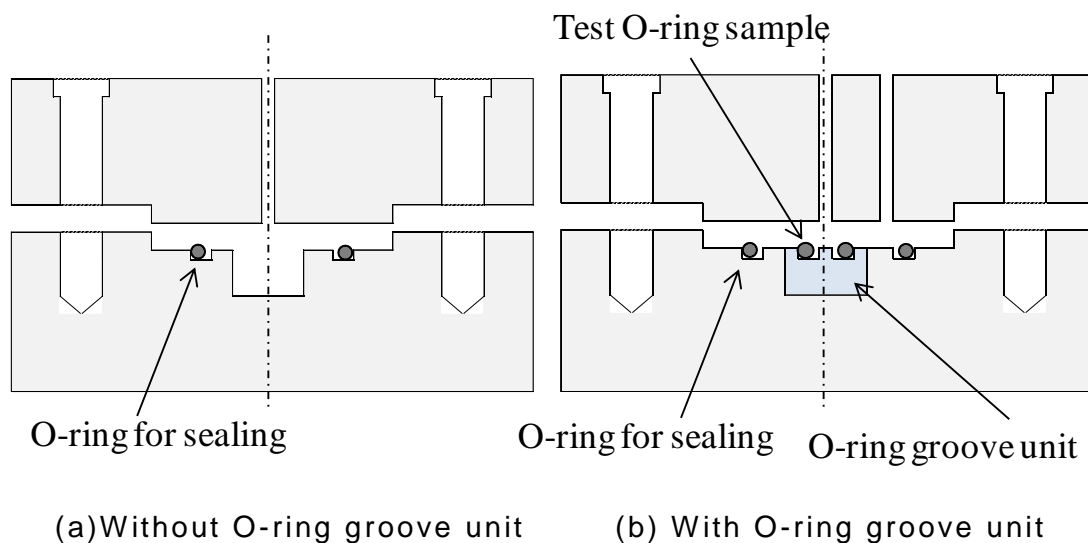 Test O-ring sample
O-ring for sealing
O-ring for sealing
O-ring groove unit
(a)Without O-ring groove unit
(b) With O-ring groove unit